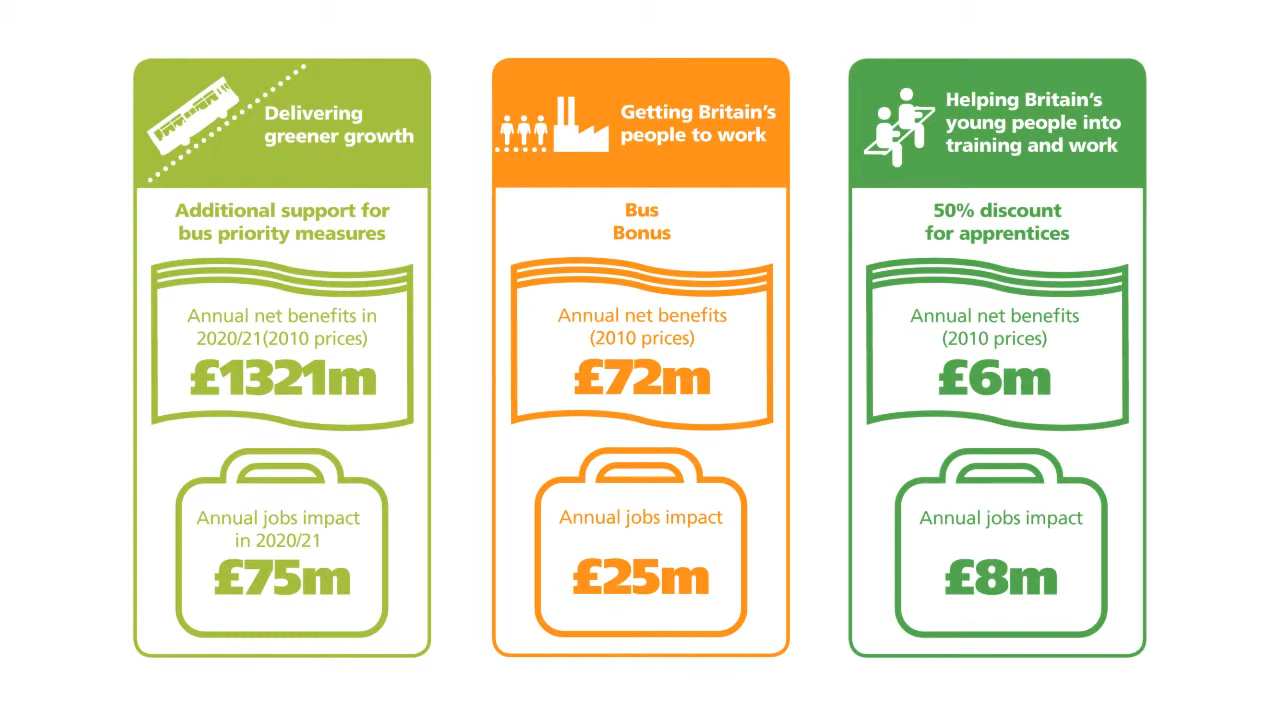 Delivering
greener growth
Additional support for
bus priority measures
Annual net benefits in
2020/21(2010 prices)
£1321m
Annual jobs impact
in 2020/21
£75m
Getting Britain's
people to work
Bus
Bonus
Annual net benefits
(2010 prices)
£72m
Annual jobs impact
£25m
Helping Britain's
young people into
training and work
50% discount
for apprentices
Annual net benefits
(2010 prices)
£6m
Annual jobs impact
£8m